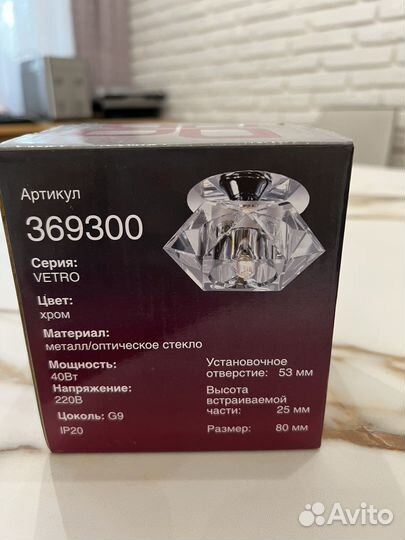 Артикул
369300
Серия:
VETRO
Цвет:
хром
Материал:
металл/оптическое стекло
Мощность:
40Вт
Напряжение:
220В
Цоколь: G9
IP20
Установочное
отверстие: 53 мм
Высота
встраиваемой
части: 25 мм
Размер: 80 мм
Avito